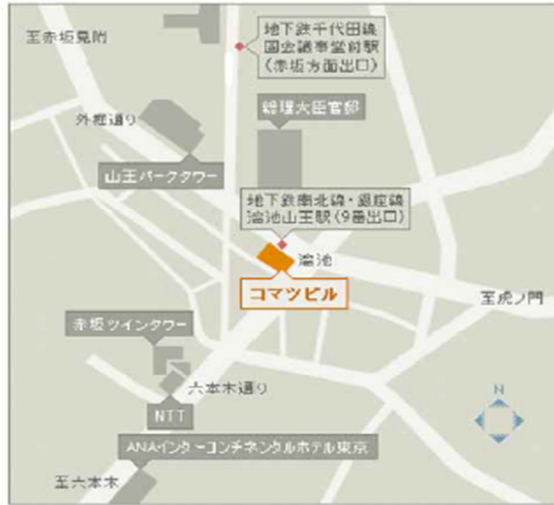 至赤坂見附
地下鉄千代田線
国会議事堂前駅
(赤坂方面出口)
外堀通り
総理大臣官邸
山王パークタワー
地下鉄南北線・銀座線
溜池山王駅(9番出口)
溜池
コマツビル
至虎ノ門
赤坂ツインタワー
六本木通り
N
NTT
ANAインターコンチネンタルホテル東京
至六本木